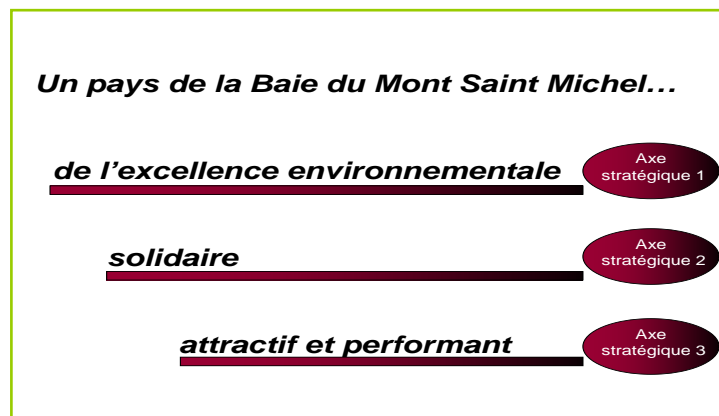 Un pays de la Baie du Mont Saint Michel…
de l’excellence environnementale
Axe
stratégique 1
solidaire
Axe
stratégique 2
attractif et performant
Axe
stratégique 3